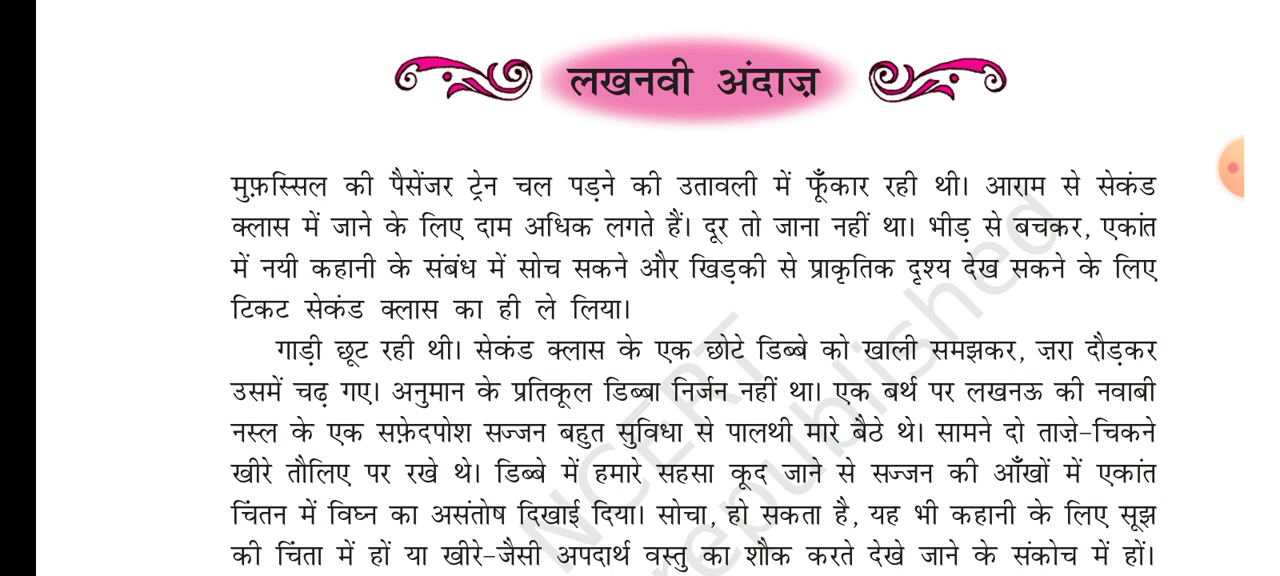 लखनवी अंदाज़
मुफ़स्सिल की पैसेंजर ट्रेन चल पड़ने की उतावली में फूँकार रही थी। आराम से सेकंड
क्लास में जाने के लिए दाम अधिक लगते हैं। दूर तो जाना नहीं था। भीड़ से बचकर, एकांत
में नयी कहानी के संबंध में सोच सकने और खिड़की से प्राकृतिक दृश्य देख सकने के लिए
टिकट सेकंड क्लास का ही ले लिया।
गाड़ी छूट रही थी। सेकंड क्लास के एक छोटे डिब्बे को खाली समझकर, ज़रा दौड़कर
उसमें चढ़ गए। अनुमान के प्रतिकूल डिब्बा निर्जन नहीं था। एक बर्थ पर लखनऊ की नवाबी
नस्ल के एक सफ़ेदपोश सज्जन बहुत सुविधा से पालथी मारे बैठे थे। सामने दो ताज़े-चिकने
खीरे तौलिए पर रखे थे। डिब्बे में हमारे सहसा कूद जाने से सज्जन की आँखों में एकांत
चिंतन में विघ्न का असंतोष दिखाई दिया। सोचा, हो सकता है, यह भी कहानी के लिए सूझ
की चिंता में हों या खीरे-जैसी अपदार्थ वस्तु का शौक करते देखे जाने के संकोच में हों।
NCERT
republished